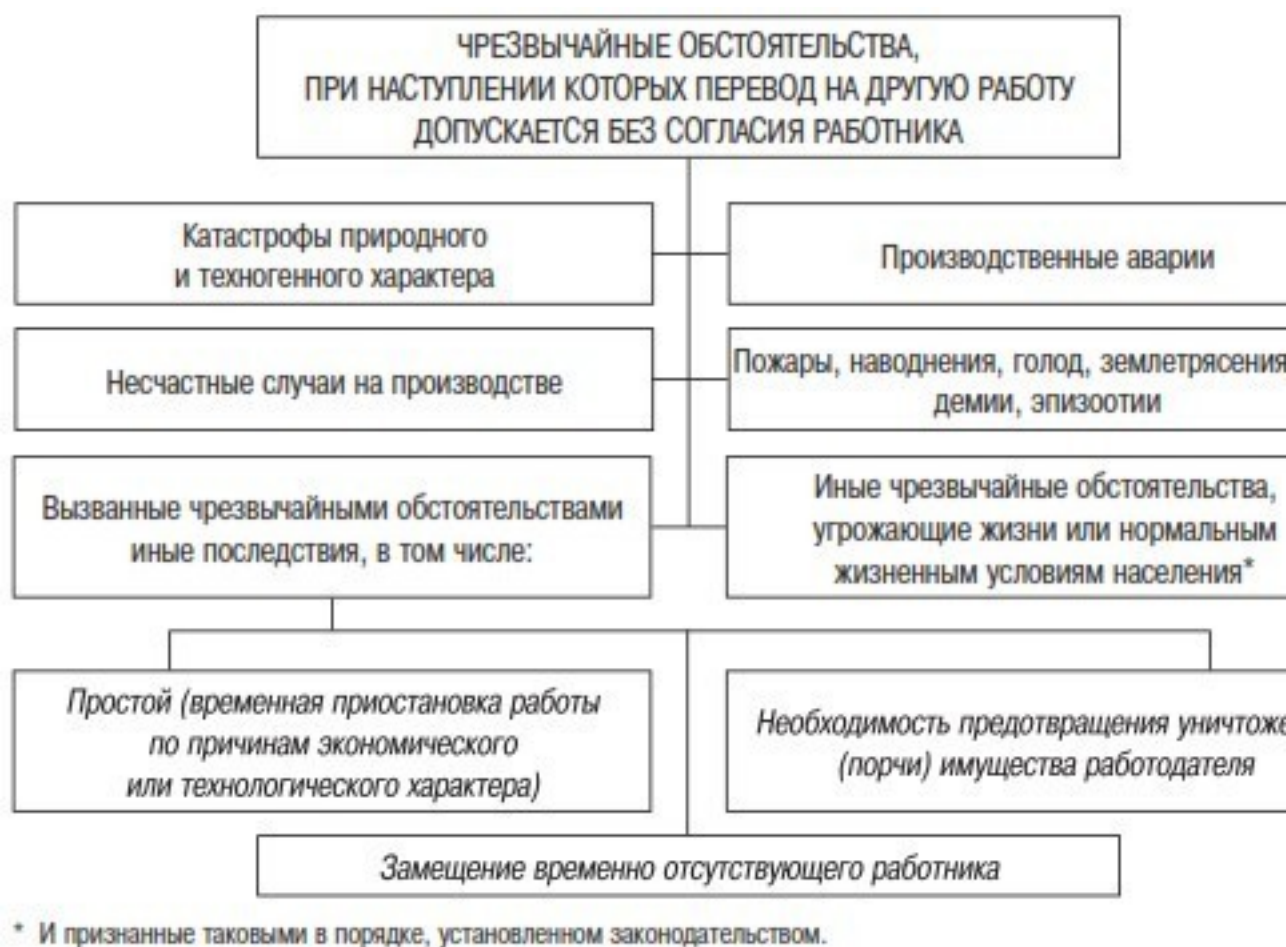 ЧРЕЗВЫЧАЙНЫЕ ОБСТОЯТЕЛЬСТВА,
ПРИ НАСТУПЛЕНИИ КОТОРЫХ ПЕРЕВОД НА ДРУГУЮ РАБОТУ
ДОПУСКАЕТСЯ БЕЗ СОГЛАСИЯ РАБОТНИКА
Катастрофы природного
и техногенного характера
Производственные аварии
Несчастные случаи на производстве
Пожары, наводнения, голод, землетрясения
демии, эпизоотии
Вызванные чрезвычайными обстоятельствами
иные последствия, в том числе:
Иные чрезвычайные обстоятельства,
угрожающие жизни или нормальным
жизненным условиям населения*
Простой (временная приостановка работы
по причинам экономического
или технологического характера)
Необходимость предотвращения уничтоже
(порчи) имущества работодателя
Замещение временно отсутствующего работника
* И признанные таковыми в порядке, установленном законодательством.